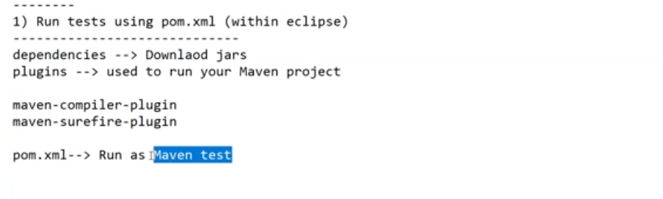 --------
1) Run tests using pom.xml (within eclipse)
-----------------------------
dependencies --> Downlaod jars
plugins --> used to run your Maven project
maven-compiler-plugin
maven-surefire-plugin
pom.xml--> Run as Maven test